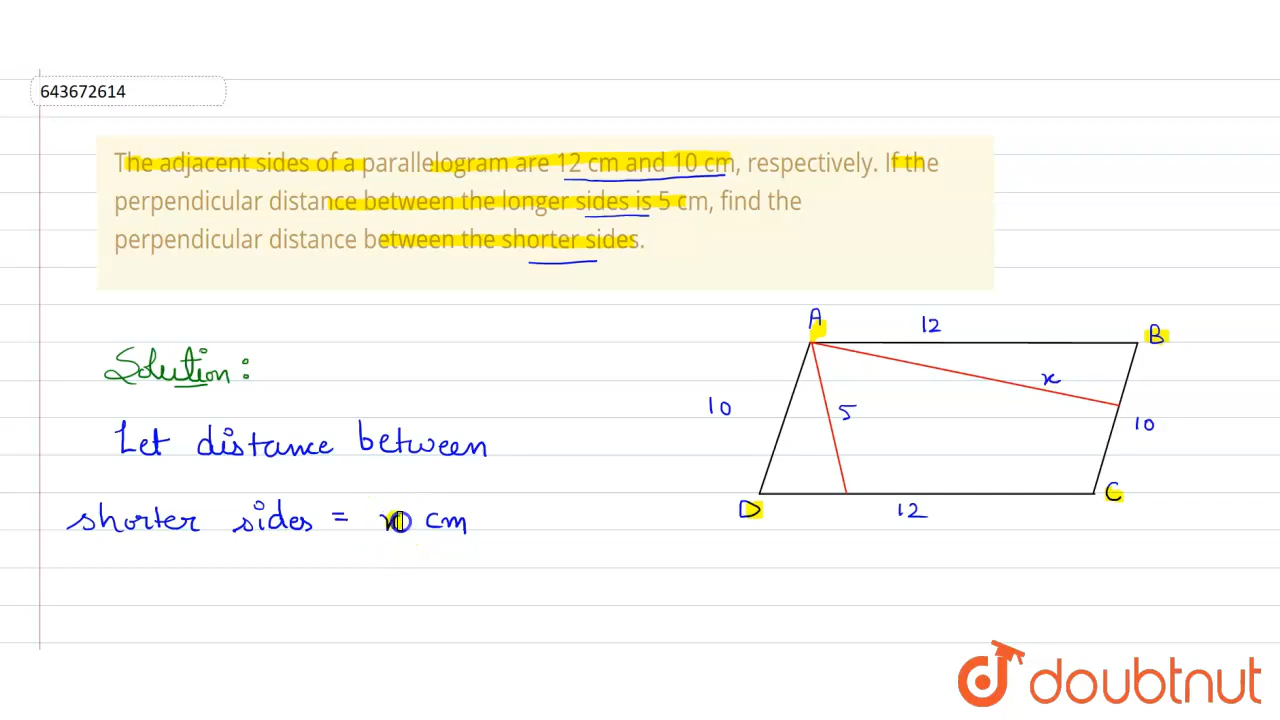 643672614
The adjacent sides of a parallelogram are 12 cm and 10 cm, respectively. If the
perpendicular distance between the longer sides is 5 cm, find the
perpendicular distance between the shorter sides.
Solution:
Let distance between
shorter sides = x cm
A
12
B
x
10
5
10
D
12
C
doubtnut